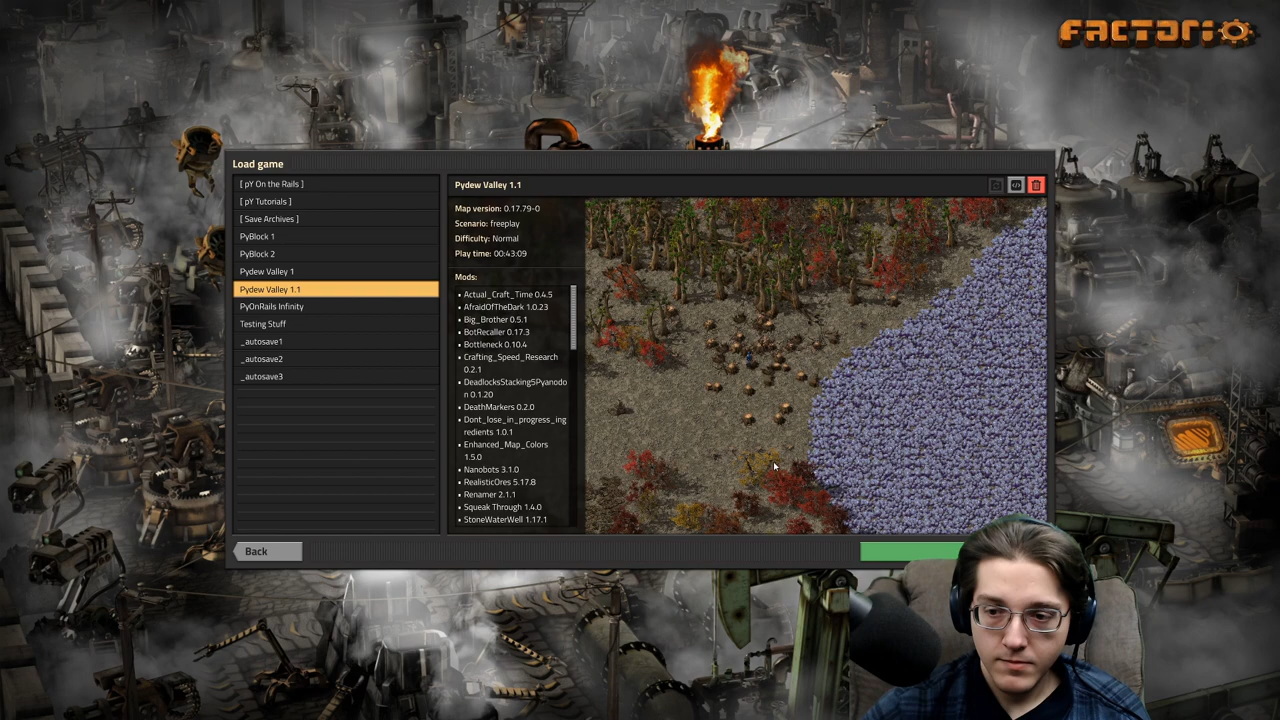 FACTORIO
Load game
[ pY On the Rails ]
[ pY Tutorials ]
[ Save Archives ]
PyBlock 1
PyBlock 2
Pydew Valley 1
Pydew Valley 1.1
PyOnRails Infinity
Testing Stuff
_autosave1
_autosave2
_autosave3
Pydew Valley 1.1
Map version: 0.17.79-0
Scenario: freeplay
Difficulty: Normal
Play time: 00:43:09
Mods:
• Actual_Craft_Time 0.4.5
• AfraidOfTheDark 1.0.23
• Big_Brother 0.5.1
• BotRecaller 0.17.3
• Bottleneck 0.10.4
• Crafting_Speed_Research
0.2.1
• DeadlocksStacking5Pyanodo
n 0.1.20
• DeathMarkers 0.2.0
• Dont_lose_in_progress_ing
redients 1.0.1
• Enhanced_Map_Colors
1.5.0
• Nanobots 3.1.0
• RealisticOres 5.17.8
• Renamer 2.1.1
• Squeak Through 1.4.0
• StoneWaterWell 1.17.1
Back